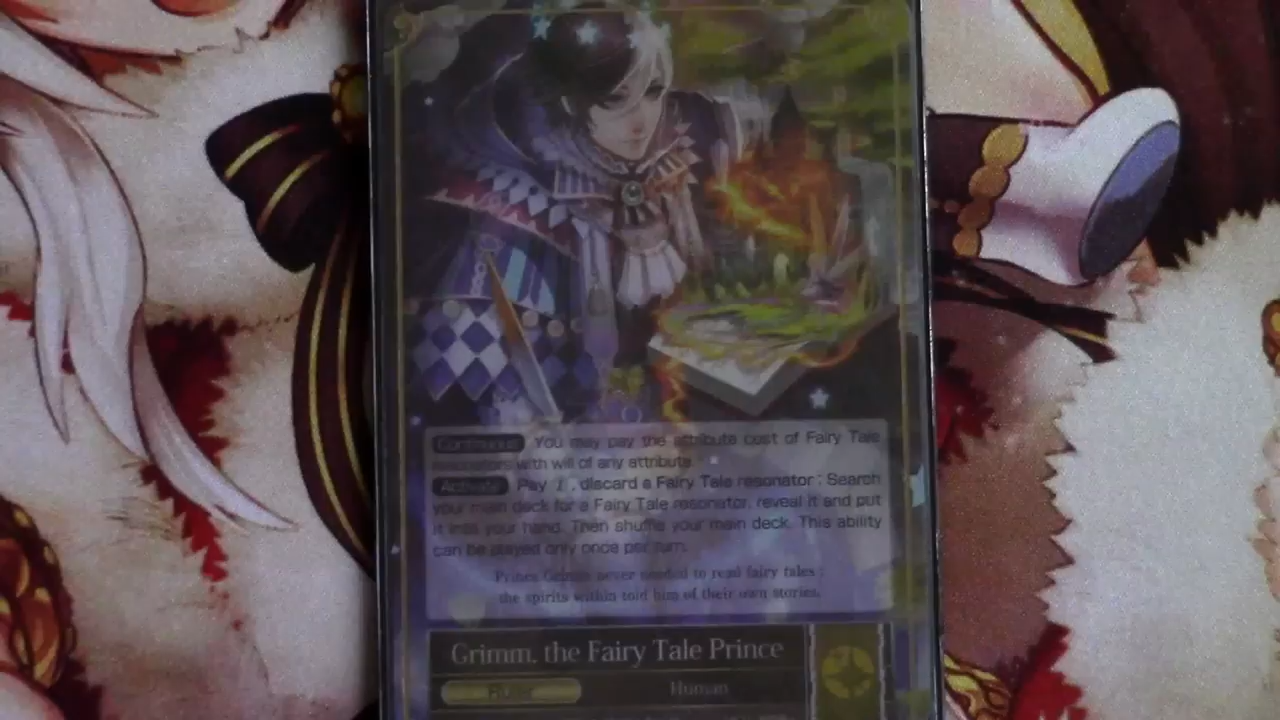 Continuous You may pay the attribute cost of Fairy Tale
resonators with will of any attribute.
Activate Pay 1, discard a Fairy Tale resonator : Search
your main deck for a Fairy Tale resonator, reveal it and put
it into your hand. Then shuffle your main deck. This ability
can be played only once per turn.
Prince Grimm never needed to read fairy tales ;
the spirits within told him of their own stories.
Grimm, the Fairy Tale Prince
Ruler
Human